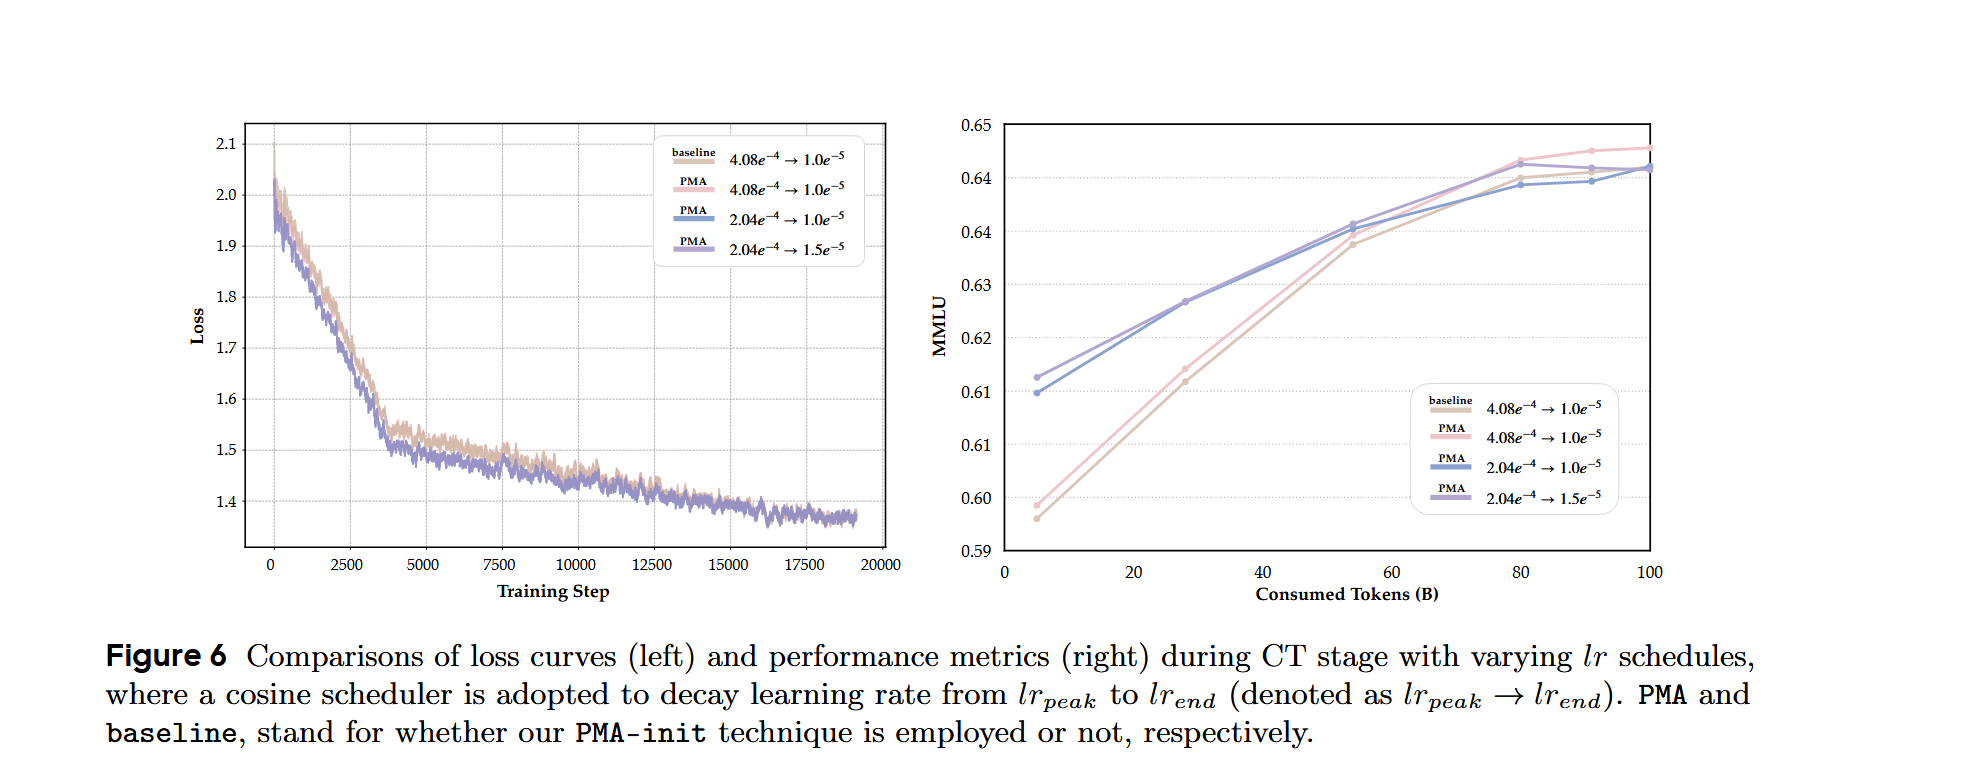 2.1
2.0
1.9
1.8
1.7
1.6
1.5
1.4
Loss
0 2500 5000 7500 10000 12500 15000 17500 20000
Training Step
baseline 4.08e⁻⁴ → 1.0e⁻⁵
PMA 4.08e⁻⁴ → 1.0e⁻⁵
PMA 2.04e⁻⁴ → 1.0e⁻⁵
PMA 2.04e⁻⁴ → 1.5e⁻⁵
0.65
0.64
0.64
0.63
0.62
0.61
0.61
0.60
0.59
MMLU
0 20 40 60 80 100
Consumed Tokens (B)
baseline 4.08e⁻⁴ → 1.0e⁻⁵
PMA 4.08e⁻⁴ → 1.0e⁻⁵
PMA 2.04e⁻⁴ → 1.0e⁻⁵
PMA 2.04e⁻⁴ → 1.5e⁻⁵
Figure 6 Comparisons of loss curves (left) and performance metrics (right) during CT stage with varying lr schedules,
where a cosine scheduler is adopted to decay learning rate from lr_peak to lr_end (denoted as lr_peak → lr_end). PMA and
baseline, stand for whether our PMA-init technique is employed or not, respectively.